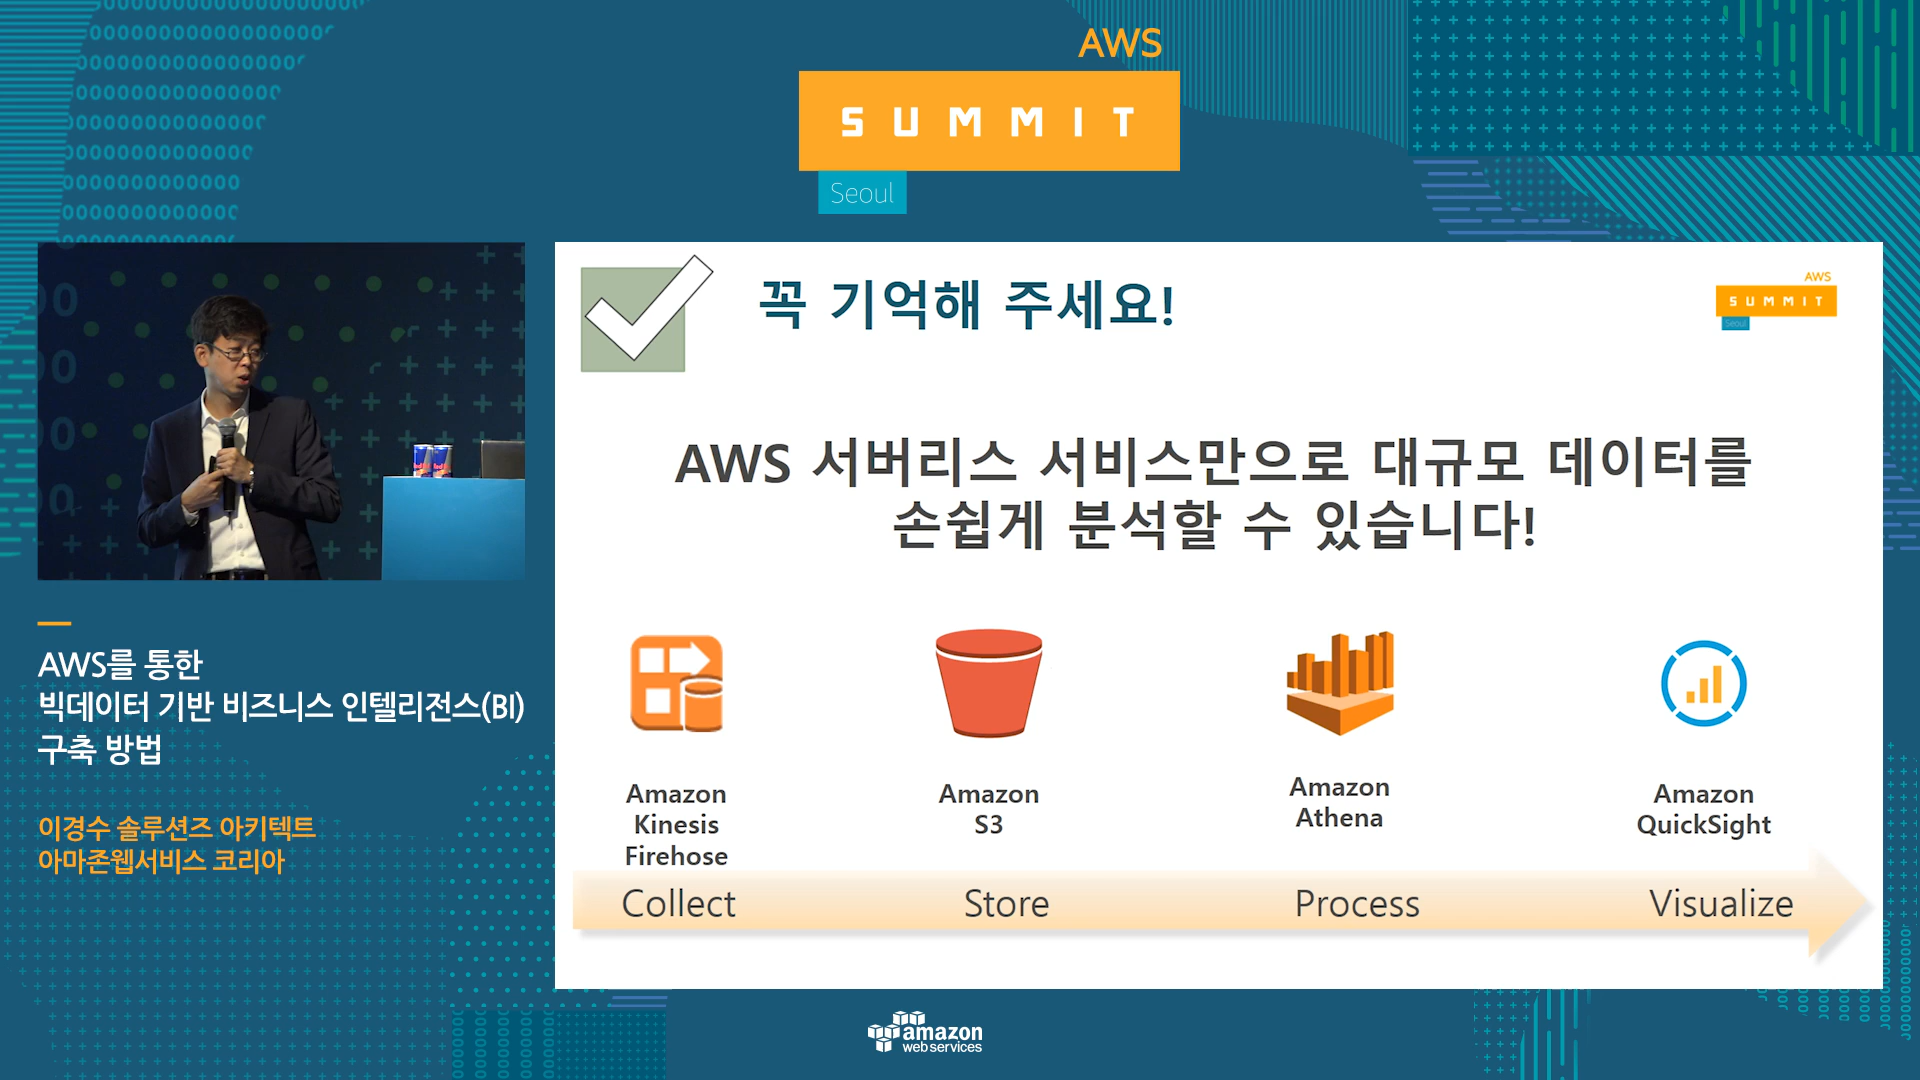 AWS
SUMMIT
Seoul
꼭 기억해 주세요!
AWS
SUMMIT
Seoul
AWS 서버리스 서비스만으로 대규모 데이터를
손쉽게 분석할 수 있습니다!
Amazon
Kinesis
Firehose
Amazon
S3
Amazon
Athena
Amazon
QuickSight
Collect
Store
Process
Visualize
AWS를 통한
빅데이터 기반 비즈니스 인텔리전스(BI)
구축 방법
이경수 솔루션즈 아키텍트
아마존웹서비스 코리아
amazon
web services